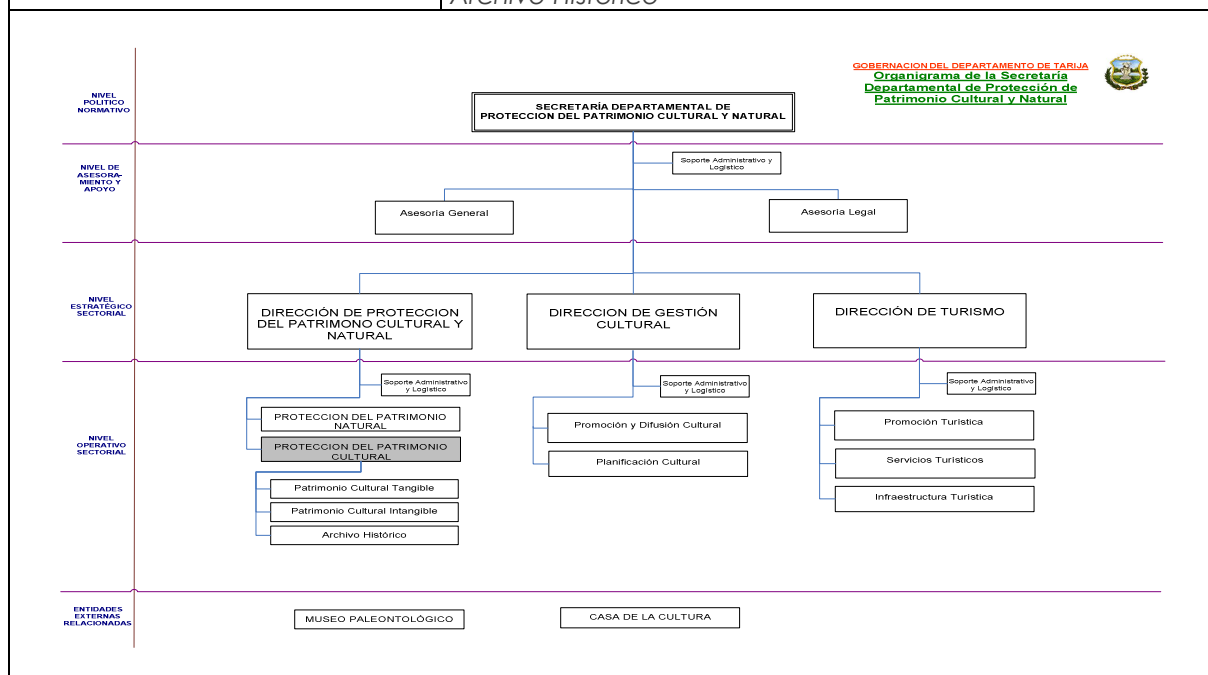 Archivo Histórico
GOBERNACION DEL DEPARTAMENTO DE TARIJA
Organigrama de la Secretaría
Departamental de Protección de
Patrimonio Cultural y Natural
NIVEL
POLITICO
NORMATIVO
SECRETARÍA DEPARTAMENTAL DE
PROTECCION DEL PATRIMONIO CULTURAL Y NATURAL
NIVEL DE
ASESORA-
MIENTO Y
APOYO
Soporte Administrativo y
Logístico
Asesoría General
Asesoría Legal
NIVEL
ESTRATÉGICO
SECTORIAL
DIRECCIÓN DE PROTECCION
DEL PATRIMONO CULTURAL Y
NATURAL
DIRECCION DE GESTIÓN
CULTURAL
DIRECCIÓN DE TURISMO
NIVEL
OPERATIVO
SECTORIAL
Soporte Administrativo
y Logístico
Soporte Administrativo
y Logístico
Soporte Administrativo
y Logístico
PROTECCION DEL PATRIMONIO
NATURAL
PROTECCION DEL PATRIMONIO
CULTURAL
Patrimonio Cultural Tangible
Patrimonio Cultural Intangible
Archivo Histórico
Promoción y Difusión Cultural
Planificación Cultural
Promoción Turística
Servicios Turísticos
Infraestructura Turística
ENTIDADES
EXTERNAS
RELACIONADAS
MUSEO PALEONTOLÓGICO
CASA DE LA CULTURA